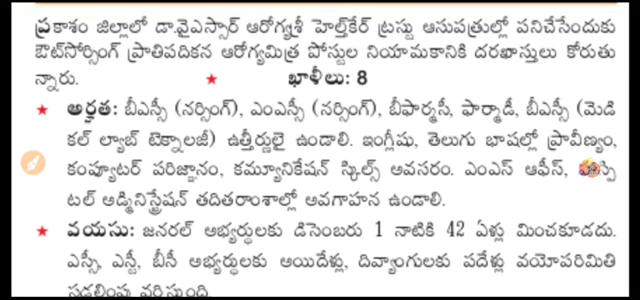 ప్రకాశం జిల్లాలో డా.వైఎస్సార్ ఆరోగ్యశ్రీ హెల్త్‌కేర్ ట్రస్టు ఆసుపత్రుల్లో పనిచేసేందుకు
ఔట్‌సోర్సింగ్ ప్రాతిపదికన ఆరోగ్యమిత్ర పోస్టుల నియామకానికి దరఖాస్తులు కోరుతు
న్నారు. ★ ఖాళీలు: 8
★ అర్హత: బీఎస్సీ (నర్సింగ్), ఎంఎస్సీ (నర్సింగ్), బీఫార్మసీ, ఫార్మాడీ, బీఎస్సీ (మెడి
కల్ ల్యాబ్ టెక్నాలజీ) ఉత్తీర్ణులై ఉండాలి. ఇంగ్లీషు, తెలుగు భాషల్లో ప్రావీణ్యం,
కంప్యూటర్ పరిజ్ఞానం, కమ్యూనికేషన్ స్కిల్స్ అవసరం. ఎంఎస్ ఆఫీస్,
టల్ అడ్మినిస్ట్రేషన్ తదితరాంశాల్లో అవగాహన ఉండాలి.
★ వయసు: జనరల్ అభ్యర్థులకు డిసెంబరు 1 నాటికి 42 ఏళ్లు మించకూడదు.
ఎస్సీ, ఎస్టీ, బీసీ అభ్యర్థులకు అయిదేళ్లు, దివ్యాంగులకు పదేళ్లు వయోపరిమితి
సడలింపు వర్తిస్తుంది.